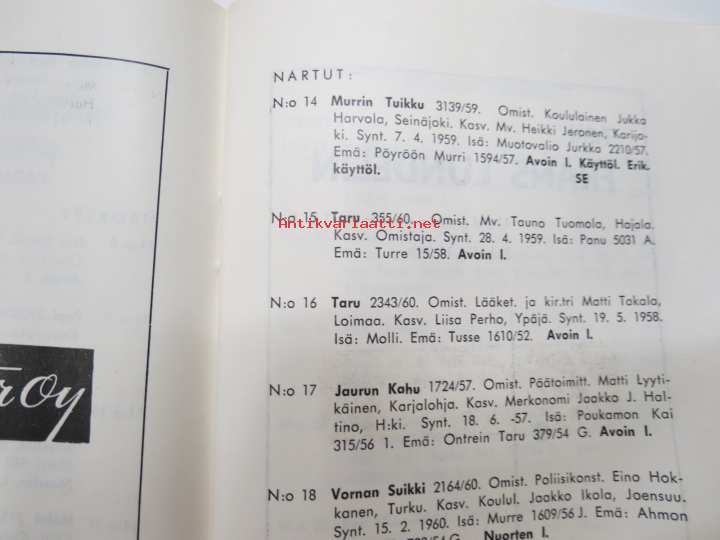 NARTUT:
N:o 14 Murrin Tuikku 3139/59. Omist. Koululainen Jukka
Harvola, Seinäjoki. Kasv. Mv. Heikki Jeronen, Karijo-
ki. Synt. 7. 4. 1959. Isä: Muotovalio Jurkka 2210/57.
Emä: Pöyröön Murri 1594/57. Avoin I. Käyttöl. Erik.
käyttöl. SE
Antikvariaatti.net
N:o 15 Taru 355/60. Omist. Mv. Tauno Tuomola, Hajala.
Kasv. Omistaja. Synt. 28. 4. 1959. Isä: Panu 5031 A.
Emä: Turre 15/58. Avoin I.
N:o 16 Taru 2343/60. Omist. Lääket. ja kir.tri Matti Takala,
Loimaa. Kasv. Liisa Perho, Ypäjä. Synt. 19. 5. 1958.
Isä: Molli. Emä: Tusse 1610/52. Avoin I.
N:o 17 Jaurun Kahu 1724/57. Omist. Päätoimitt. Matti Lyyti-
käinen, Karjalohja. Kasv. Merkonomi Jaakko J. Hal-
tino, H:ki. Synt. 18. 6. -57. Isä: Paukamon Kai
315/56 1. Emä: Ontrein Taru 379/54 G. Avoin I.
N:o 18 Vornan Suikki 2164/60. Omist. Poliisikonst. Eino Hak-
kanen, Turku. Kasv. Koulul. Jaakko Ikola, Joensuu.
Synt. 15. 2. 1960. Isä: Murre 1609/56 J. Emä: Ahmon
Nuorten I.